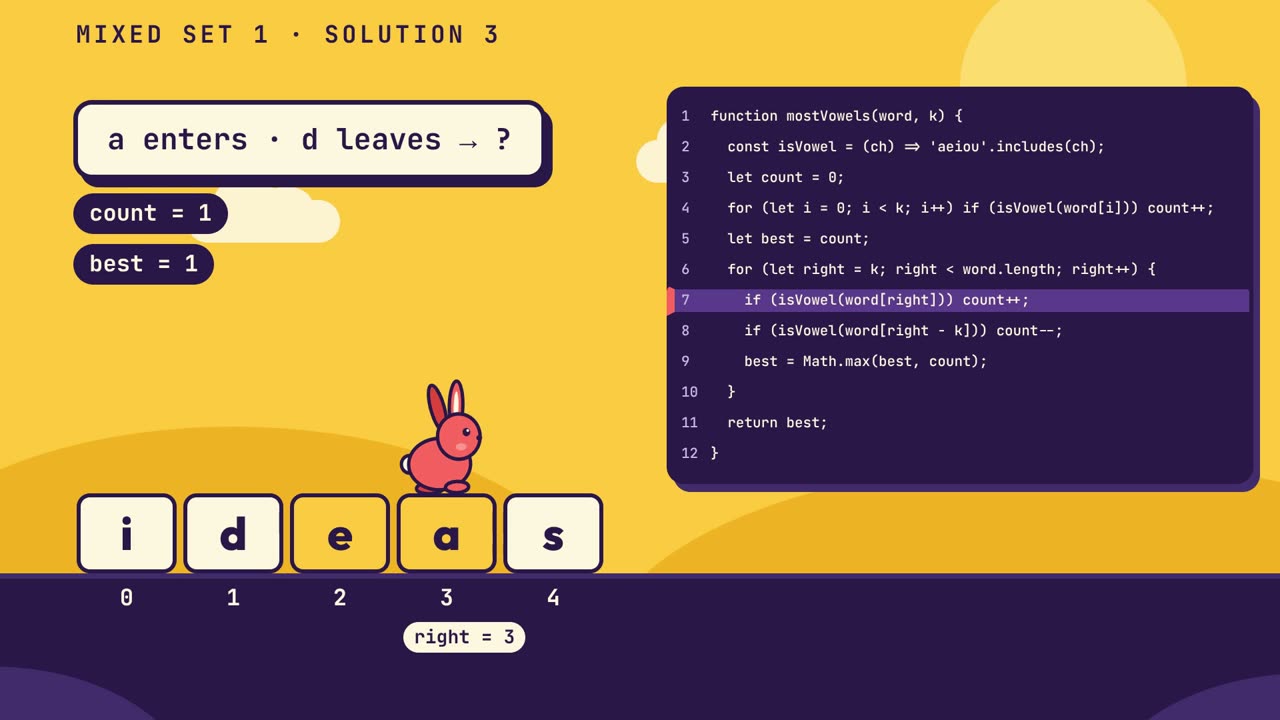 MIXED SET 1 · SOLUTION 3
a enters · d leaves → ?
count = 1
best = 1
1 function mostVowels(word, k) {
2 const isVowel = (ch) => 'aeiou'.includes(ch);
3 let count = 0;
4 for (let i = 0; i < k; i++) if (isVowel(word[i])) count++;
5 let best = count;
6 for (let right = k; right < word.length; right++) {
7 if (isVowel(word[right])) count++;
8 if (isVowel(word[right - k])) count--;
9 best = Math.max(best, count);
10 }
11 return best;
12 }
i d e a s
0 1 2 3 4
right = 3